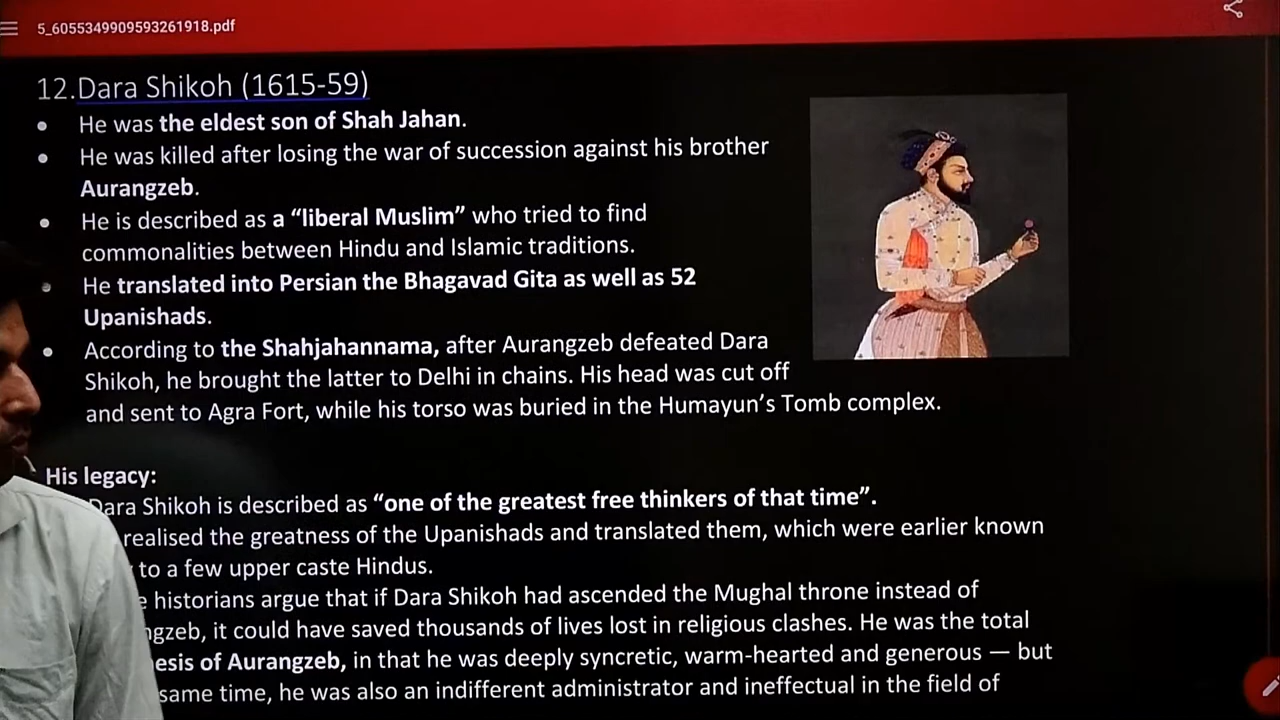 5_6055349909593261918.pdf
12.Dara Shikoh (1615-59)
• He was the eldest son of Shah Jahan.
• He was killed after losing the war of succession against his brother
Aurangzeb.
• He is described as a “liberal Muslim” who tried to find
commonalities between Hindu and Islamic traditions.
• He translated into Persian the Bhagavad Gita as well as 52
Upanishads.
• According to the Shahjahannama, after Aurangzeb defeated Dara
Shikoh, he brought the latter to Delhi in chains. His head was cut off
and sent to Agra Fort, while his torso was buried in the Humayun’s Tomb complex.
His legacy:
Dara Shikoh is described as “one of the greatest free thinkers of that time”.
realised the greatness of the Upanishads and translated them, which were earlier known
to a few upper caste Hindus.
historians argue that if Dara Shikoh had ascended the Mughal throne instead of
it could have saved thousands of lives lost in religious clashes. He was the total
of Aurangzeb, in that he was deeply syncretic, warm-hearted and generous — but
same time, he was also an indifferent administrator and ineffectual in the field of